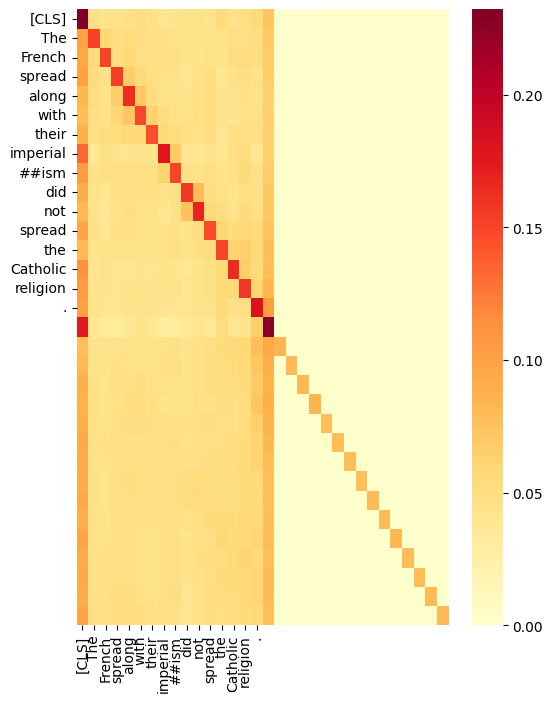 [CLS]
The
French
spread
along
with
their
imperial
##ism
did
not
spread
the
Catholic
religion
.
[CLS]
The
French
spread
along
with
their
imperial
##ism
did
not
spread
the
Catholic
religion
.
0.20
0.15
0.10
0.05
0.00